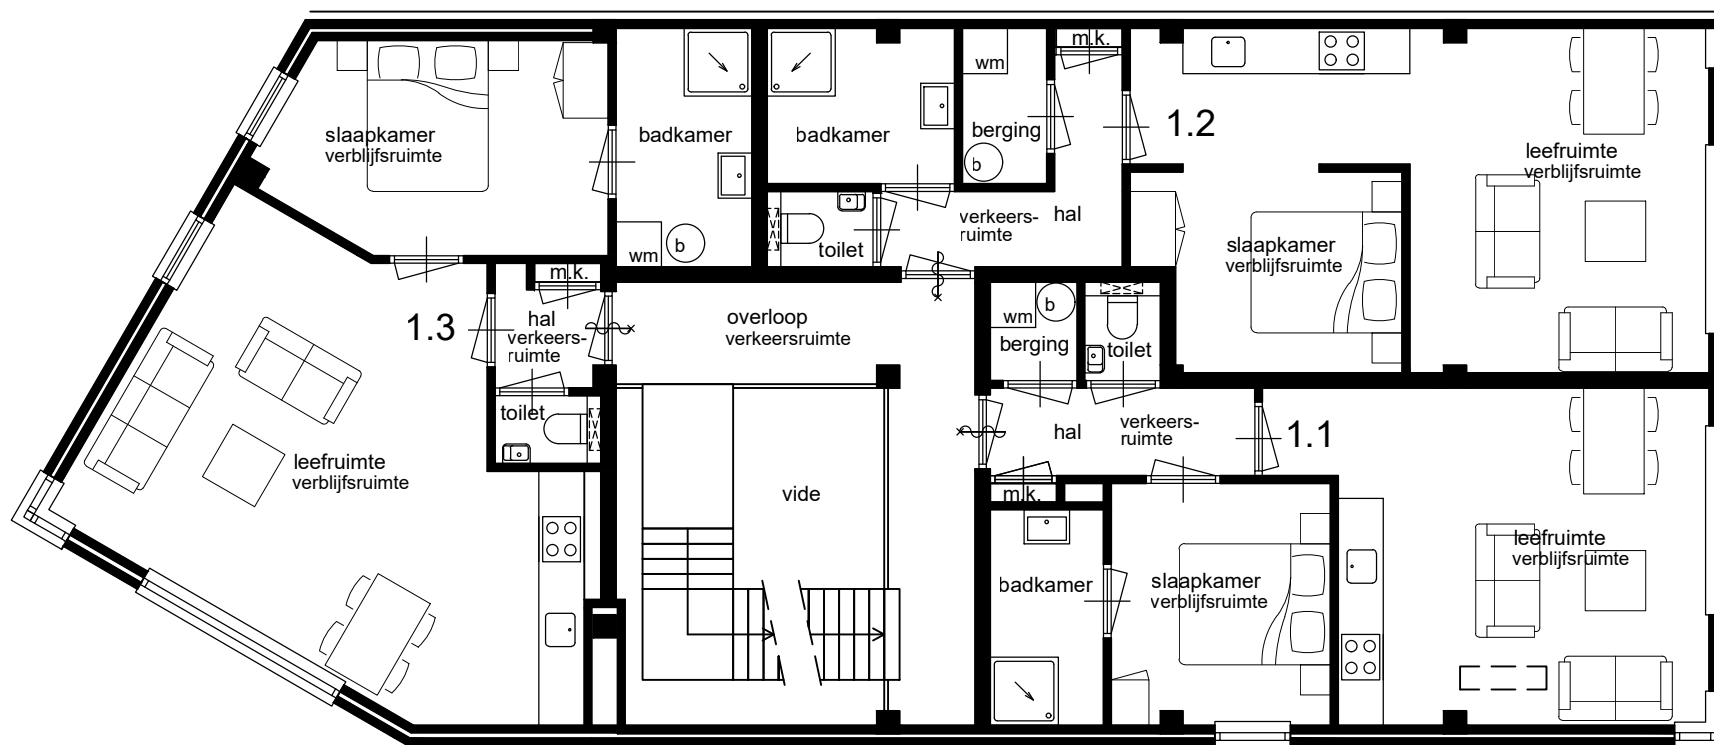 m.k.
wm
slaapkamer
verblijfsruimte
badkamer
badkamer
berging
b
1.2
leefruimte
verblijfsruimte
verkeers-
ruimte
hal
toilet
b
wm
slaapkamer
verblijfsruimte
m.k.
1.3
hal
verkeers-
ruimte
overloop
verkeersruimte
b
wm
berging
toilet
toilet
hal
verkeers-
ruimte
1.1
leefruimte
verblijfsruimte
vide
m.k.
leefruimte
verblijfsruimte
badkamer
slaapkamer
verblijfsruimte